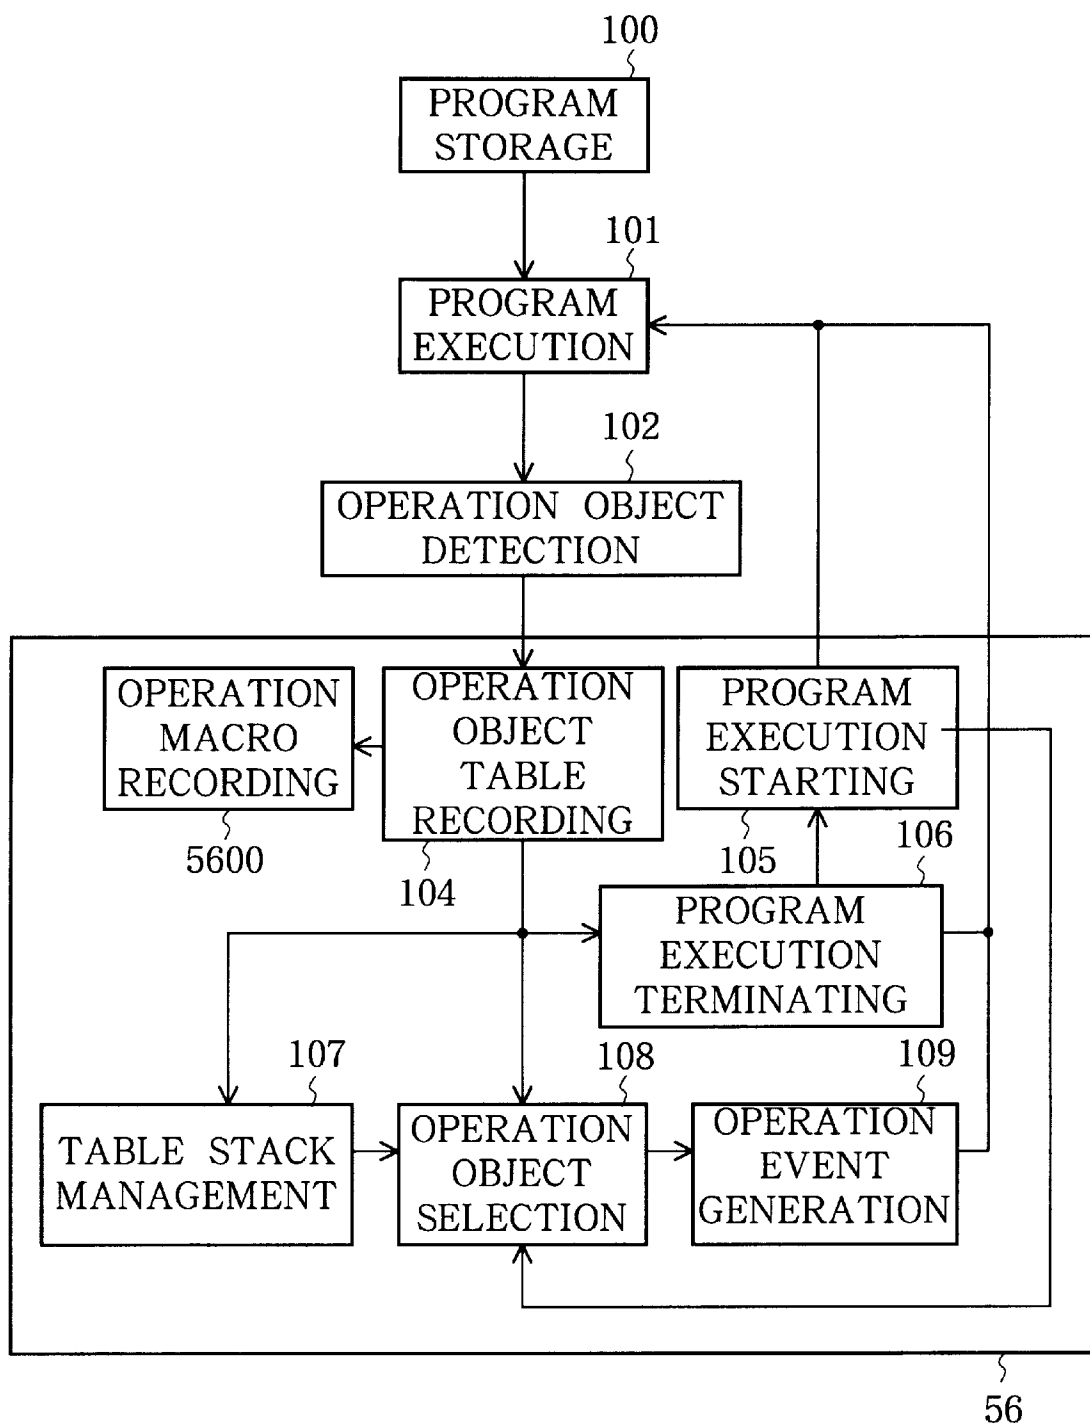 100
PROGRAM
STORAGE
101
PROGRAM
EXECUTION
102
OPERATION OBJECT
DETECTION
OPERATION
MACRO
RECORDING
5600
OPERATION
OBJECT
TABLE
RECORDING
104
PROGRAM
EXECUTION
STARTING
105
106
PROGRAM
EXECUTION
TERMINATING
107
TABLE STACK
MANAGEMENT
108
OPERATION
OBJECT
SELECTION
109
OPERATION
EVENT
GENERATION
56